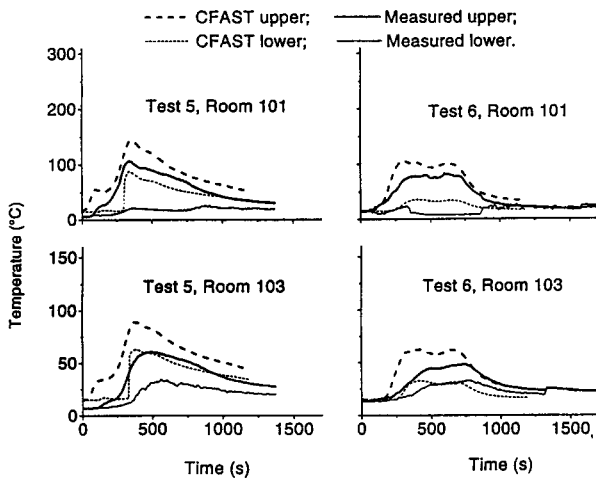 CFAST upper; Measured upper;
CFAST lower; Measured lower.
Temperature (°C)
300
200
100
0
Test 5, Room 101
Test 6, Room 101
150
100
50
0
Test 5, Room 103
Test 6, Room 103
0 500 1000 1500
0 500 1000 1500
Time (s)
Time (s)